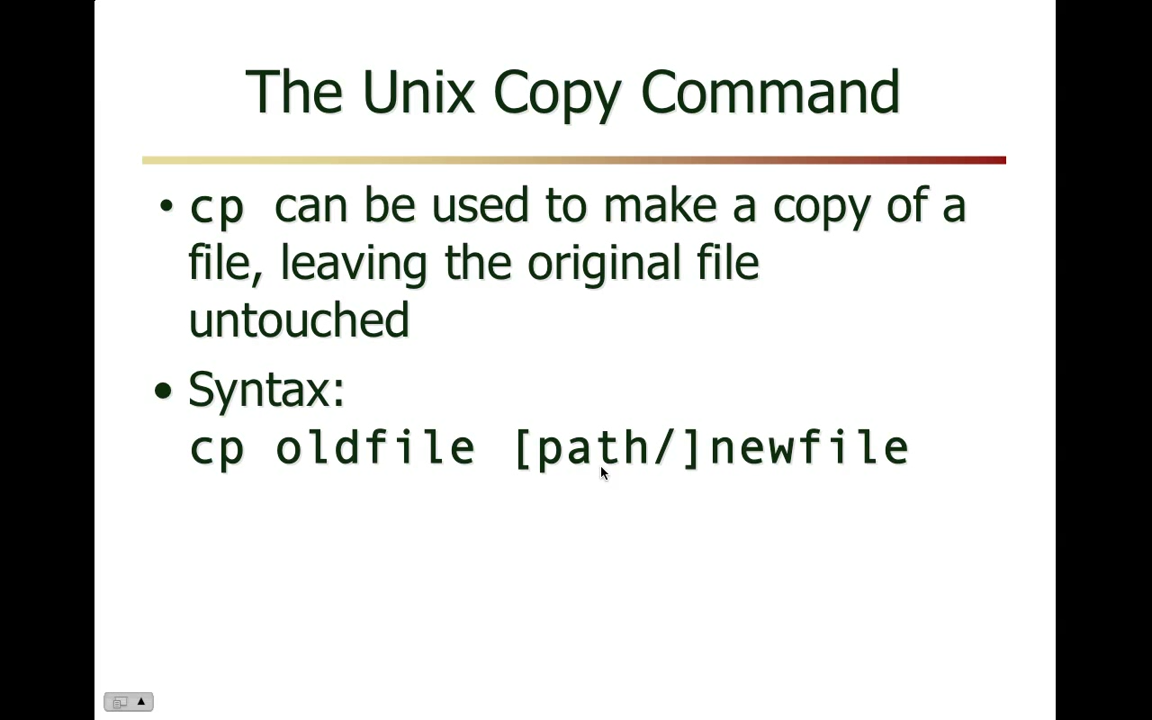 The Unix Copy Command
• cp can be used to make a copy of a
file, leaving the original file
untouched
• Syntax:
cp oldfile [path/]newfile